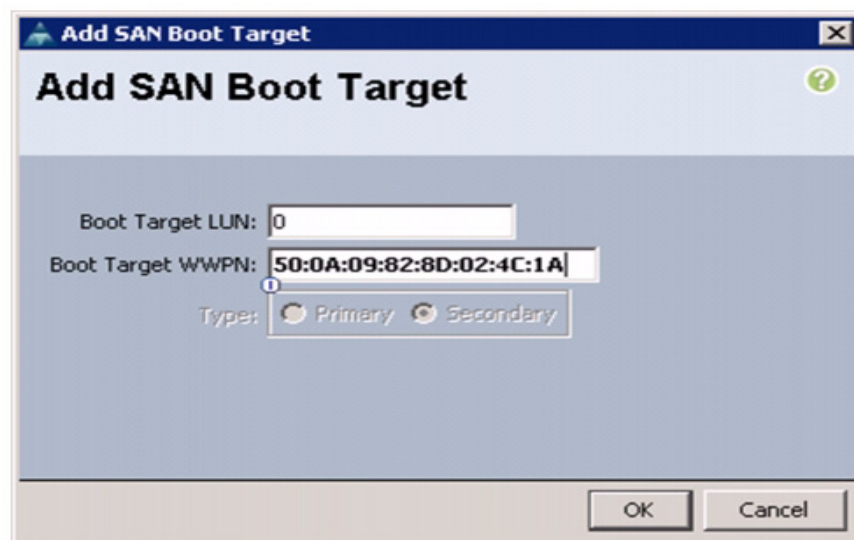 Add SAN Boot Target
Add SAN Boot Target
Boot Target LUN: 0
Boot Target WWPN: 50:0A:09:82:8D:02:4C:1A
Type: Primary Secondary
OK Cancel